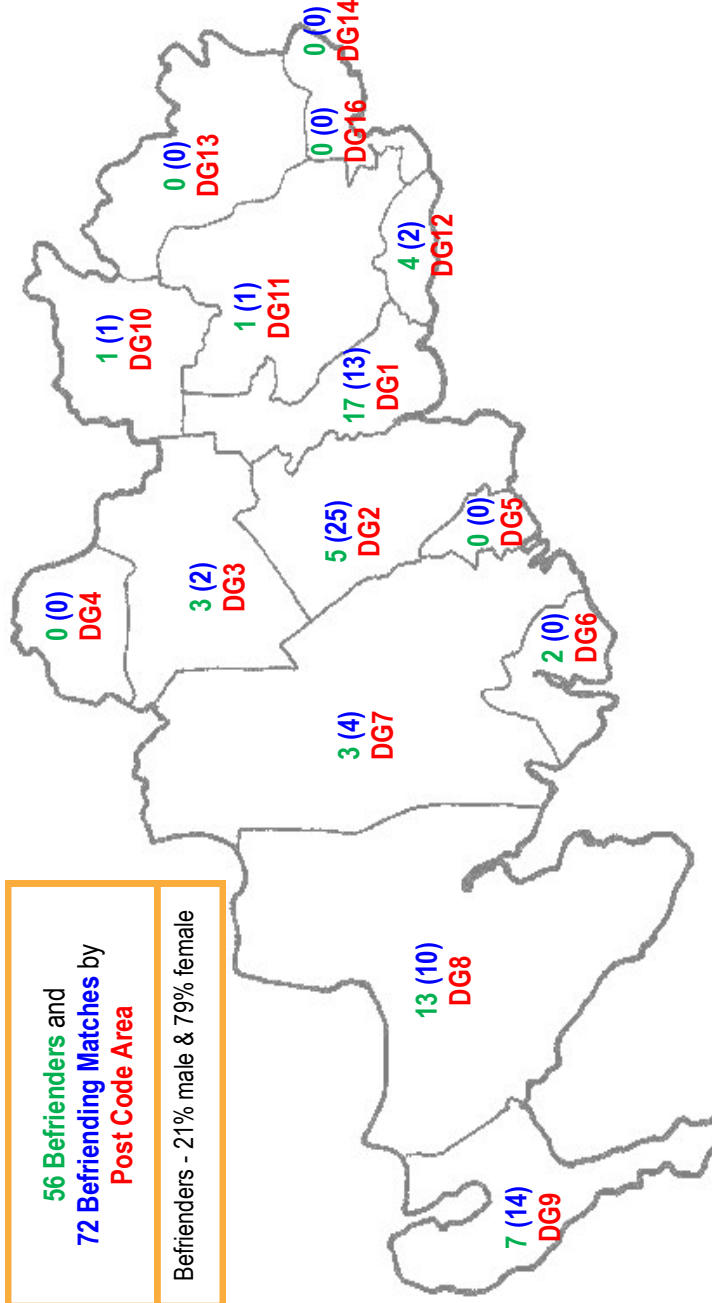 56 Befrienders and
72 Befriending Matches by
Post Code Area
Befrienders - 21% male & 79% female
0 (0)
DG4
1 (1)
DG10
0 (0)
DG13
0 (0)
DG14
3 (2)
DG3
1 (1)
DG11
0 (0)
DG16
3 (4)
DG7
5 (25)
DG2
17 (13)
DG1
4 (2)
DG12
13 (10)
DG8
0 (0)
DG5
7 (14)
DG9
2 (0)
DG6